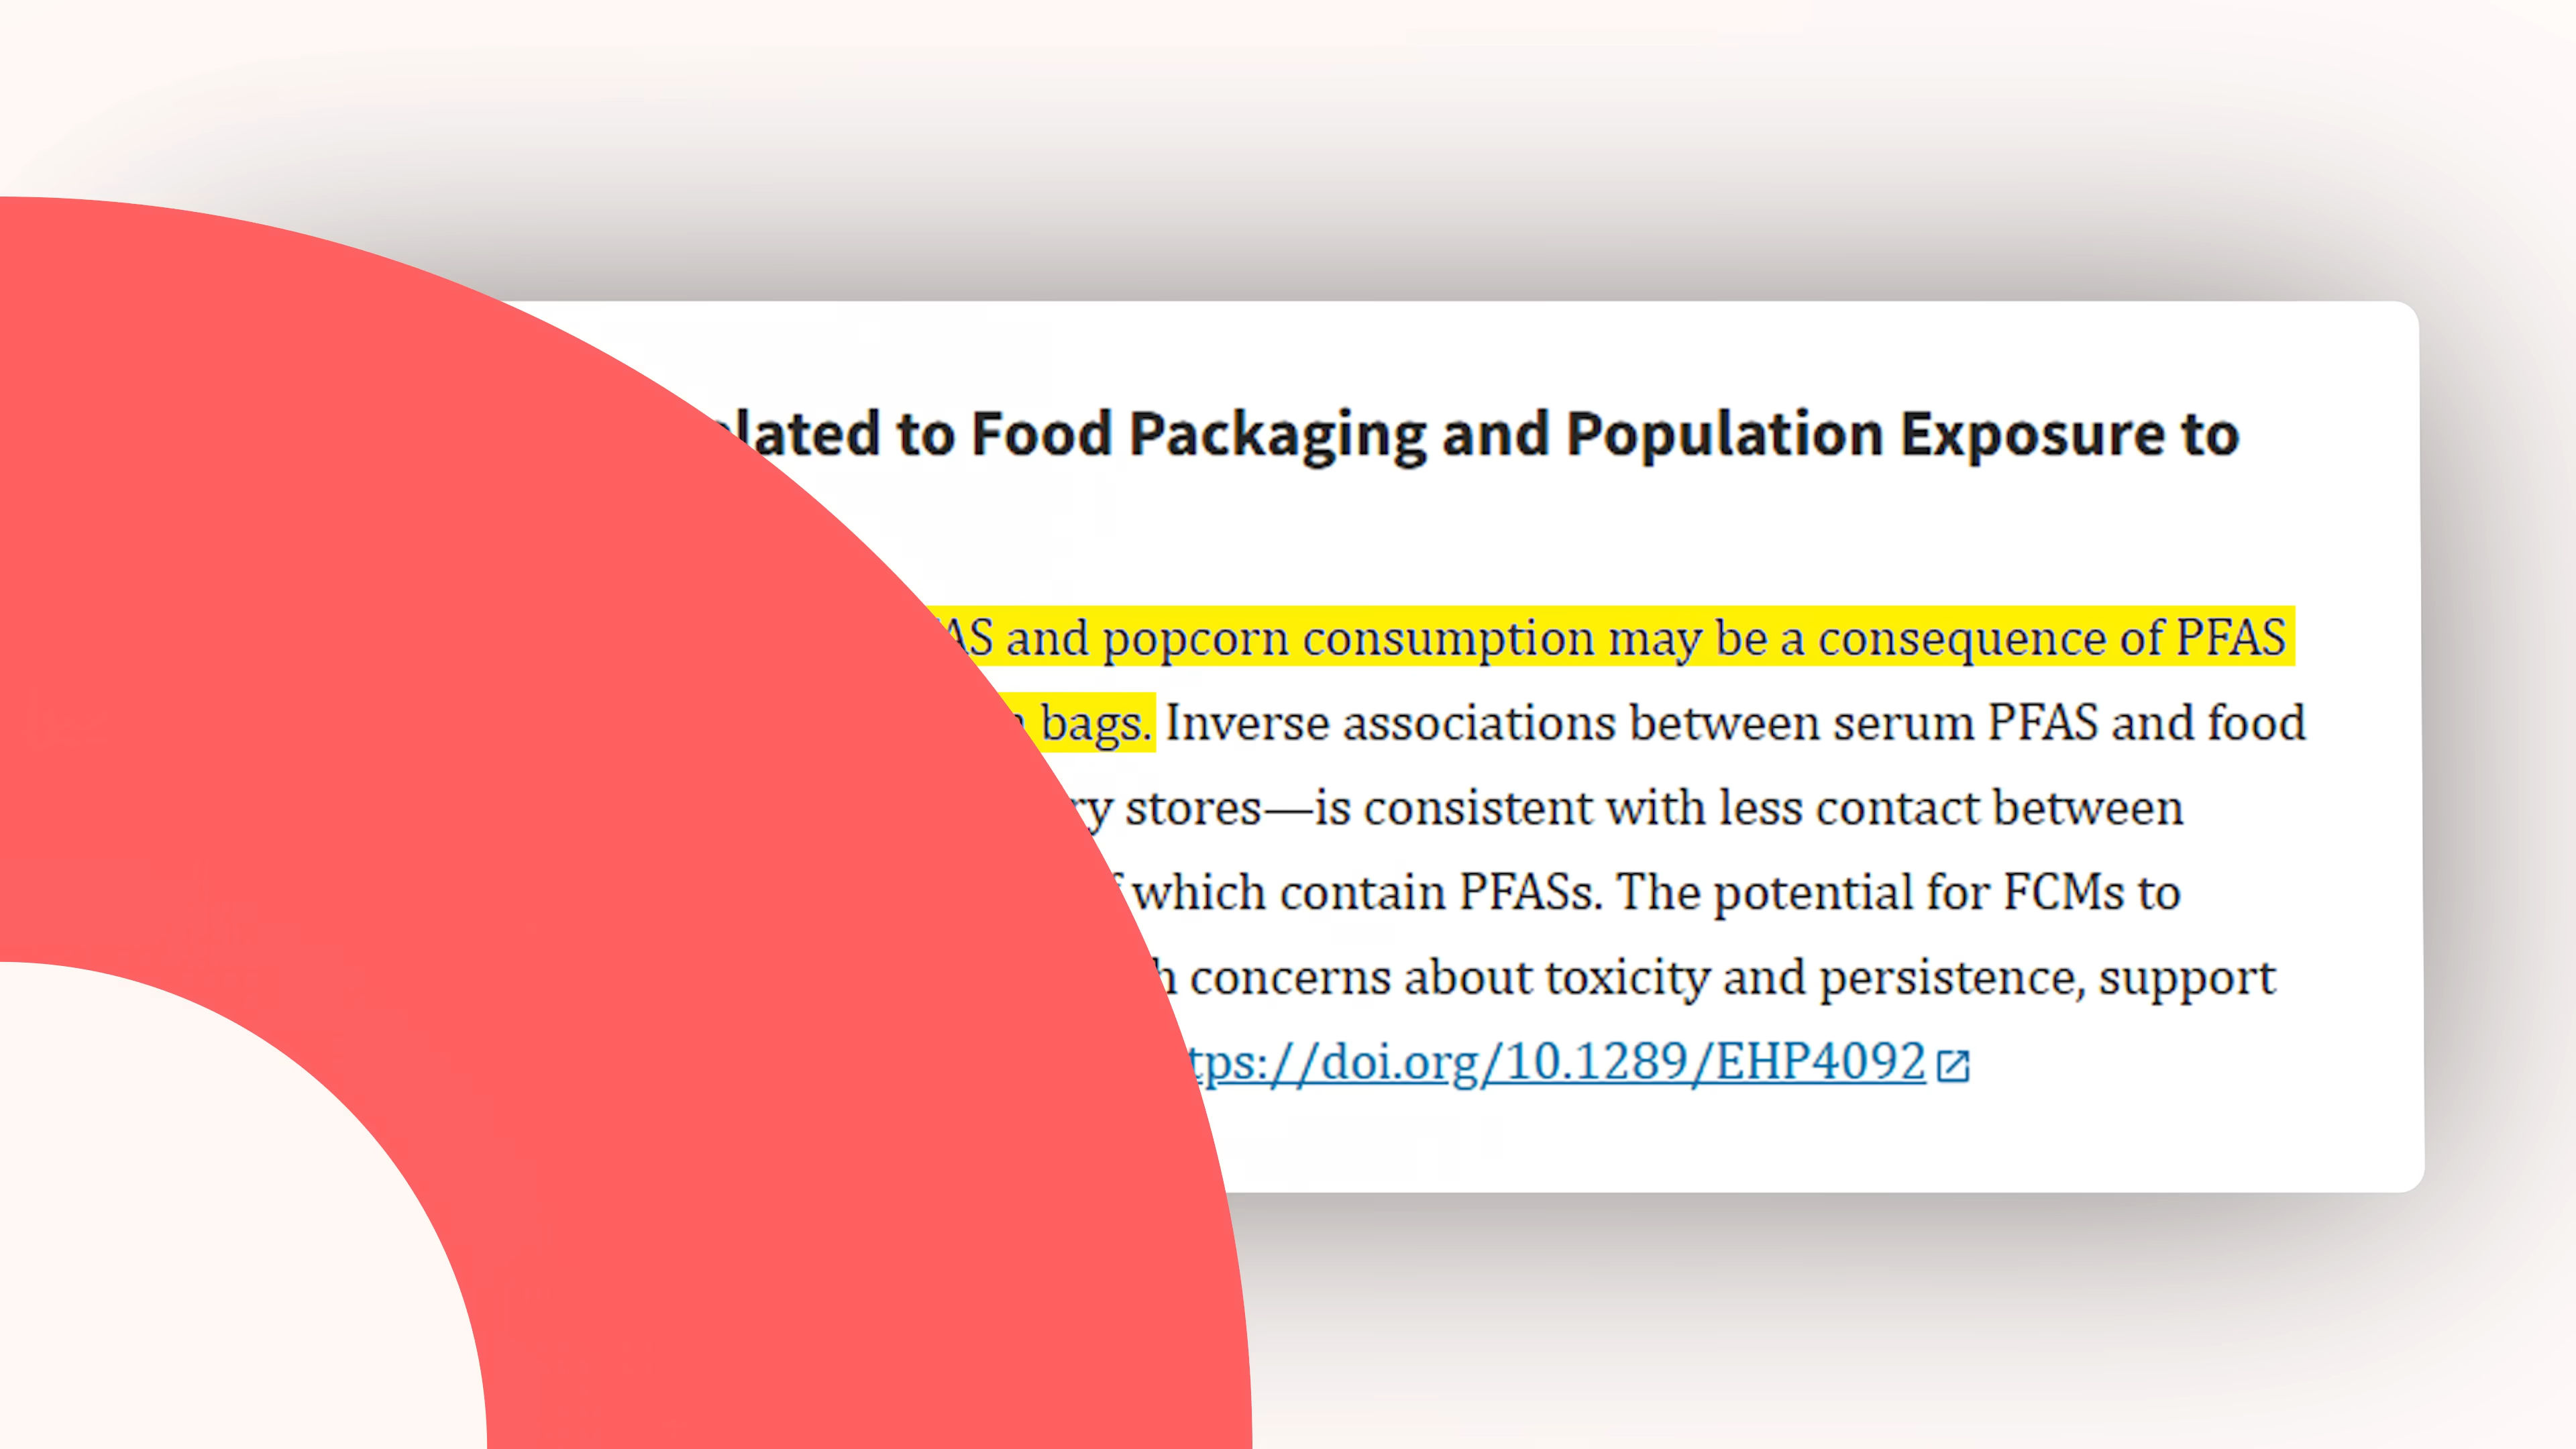 to Food Packaging and Population Exposure to
and popcorn consumption may be a consequence of PFAS
bags. Inverse associations between serum PFAS and food
stores—is consistent with less contact between
which contain PFASs. The potential for FCMs to
concerns about toxicity and persistence, support
tps://doi.org/10.1289/EHP4092